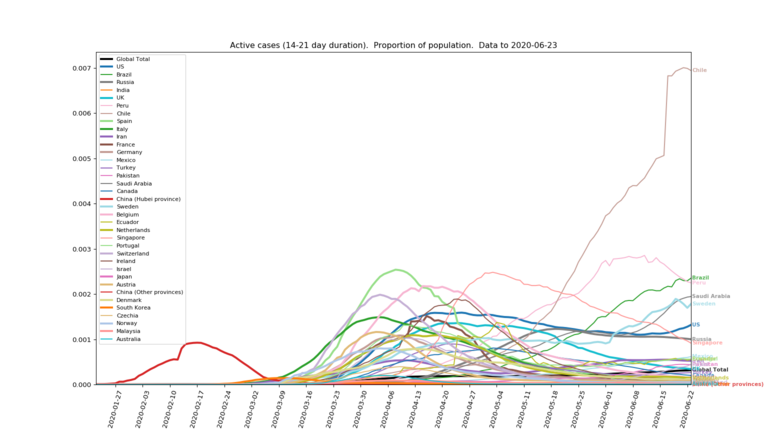 Active cases (14-21 day duration).  Proportion of population.  Data to 2020-06-23
0.007
0.006
0.005
0.004
0.003
0.002
0.001
0.000
Global Total
US
Brazil
Russia
India
UK
Peru
Chile
Spain
Italy
Iran
France
Germany
Mexico
Turkey
Pakistan
Saudi Arabia
Canada
China (Hubei province)
Sweden
Belgium
Ecuador
Netherlands
Singapore
Portugal
Switzerland
Ireland
Israel
Japan
Austria
China (Other provinces)
Denmark
South Korea
Czechia
Norway
Malaysia
Australia
Chile
Brazil
Peru
Saudi Arabia
Sweden
US
Russia
Singapore
Global Total
2020-01-27
2020-02-03
2020-02-10
2020-02-17
2020-02-24
2020-03-02
2020-03-09
2020-03-16
2020-03-23
2020-03-30
2020-04-06
2020-04-13
2020-04-20
2020-04-27
2020-05-04
2020-05-11
2020-05-18
2020-05-25
2020-06-01
2020-06-08
2020-06-15
2020-06-22